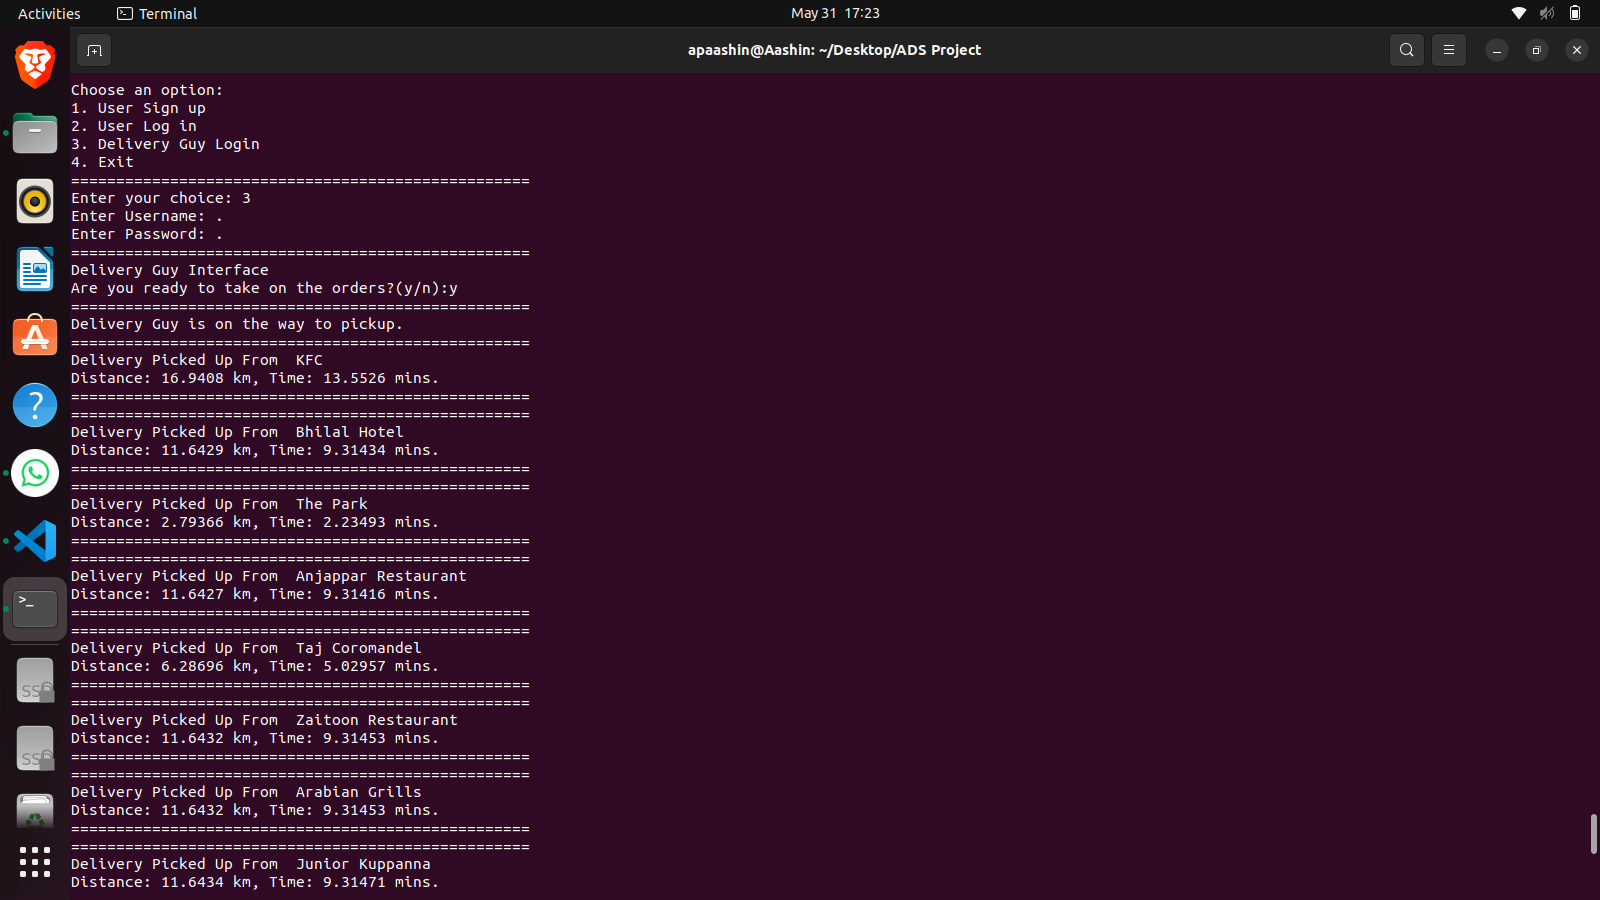 Activities
Terminal
May 31 17:23
apaashin@Aashin: ~/Desktop/ADS Project
Choose an option:
1. User Sign up
2. User Log in
3. Delivery Guy Login
4. Exit
===================================================
Enter your choice: 3
Enter Username: .
Enter Password: .
===================================================
Delivery Guy Interface
Are you ready to take on the orders?(y/n):y
===================================================
Delivery Guy is on the way to pickup.
===================================================
Delivery Picked Up From  KFC
Distance: 16.9408 km, Time: 13.5526 mins.
===================================================
===================================================
Delivery Picked Up From  Bhilal Hotel
Distance: 11.6429 km, Time: 9.31434 mins.
===================================================
===================================================
Delivery Picked Up From  The Park
Distance: 2.79366 km, Time: 2.23493 mins.
===================================================
===================================================
Delivery Picked Up From  Anjappar Restaurant
Distance: 11.6427 km, Time: 9.31416 mins.
===================================================
===================================================
Delivery Picked Up From  Taj Coromandel
Distance: 6.28696 km, Time: 5.02957 mins.
===================================================
===================================================
Delivery Picked Up From  Zaitoon Restaurant
Distance: 11.6432 km, Time: 9.31453 mins.
===================================================
===================================================
Delivery Picked Up From  Arabian Grills
Distance: 11.6432 km, Time: 9.31453 mins.
===================================================
===================================================
Delivery Picked Up From  Junior Kuppanna
Distance: 11.6434 km, Time: 9.31471 mins.